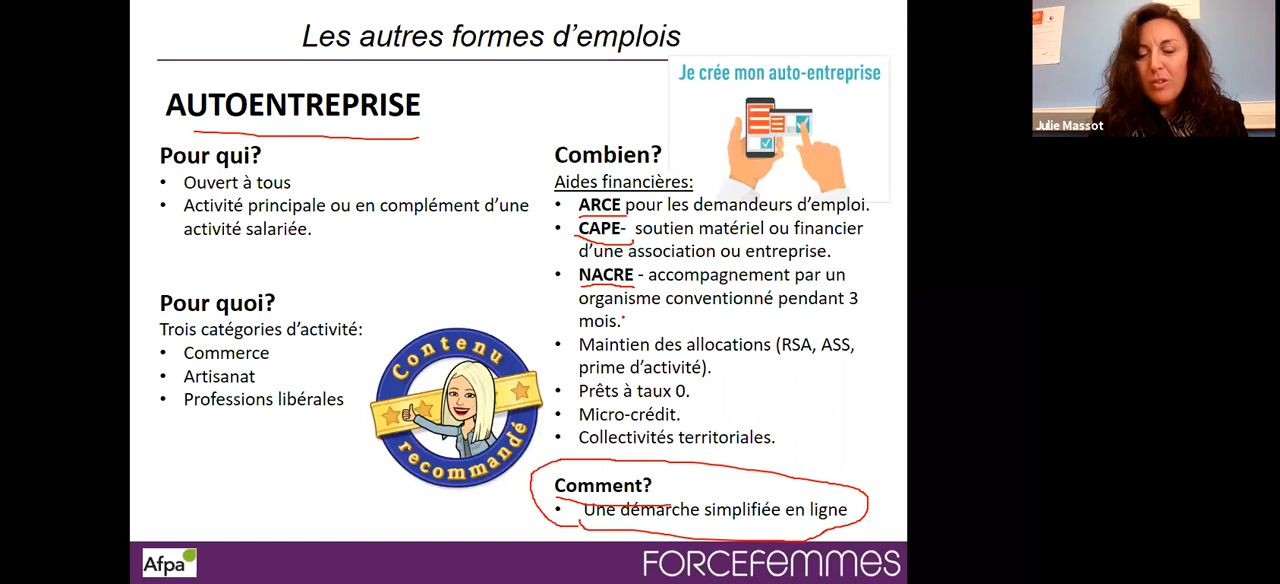 Les autres formes d’emplois
Je crée mon auto-entreprise
AUTOENTREPRISE
Pour qui?
• Ouvert à tous
• Activité principale ou en complément d’une
activité salariée.
Pour quoi?
Trois catégories d’activité:
• Commerce
• Artisanat
• Professions libérales
Contenu
recommandé
Combien?
Aides financières:
• ARCE pour les demandeurs d’emploi.
• CAPE- soutien matériel ou financier
d’une association ou entreprise.
• NACRE - accompagnement par un
organisme conventionné pendant 3
mois.
• Maintien des allocations (RSA, ASS,
prime d’activité).
• Prêts à taux 0.
• Micro-crédit.
• Collectivités territoriales.
Comment?
• Une démarche simplifiée en ligne
Afpa
FORCEFEMMES
Julie Massot